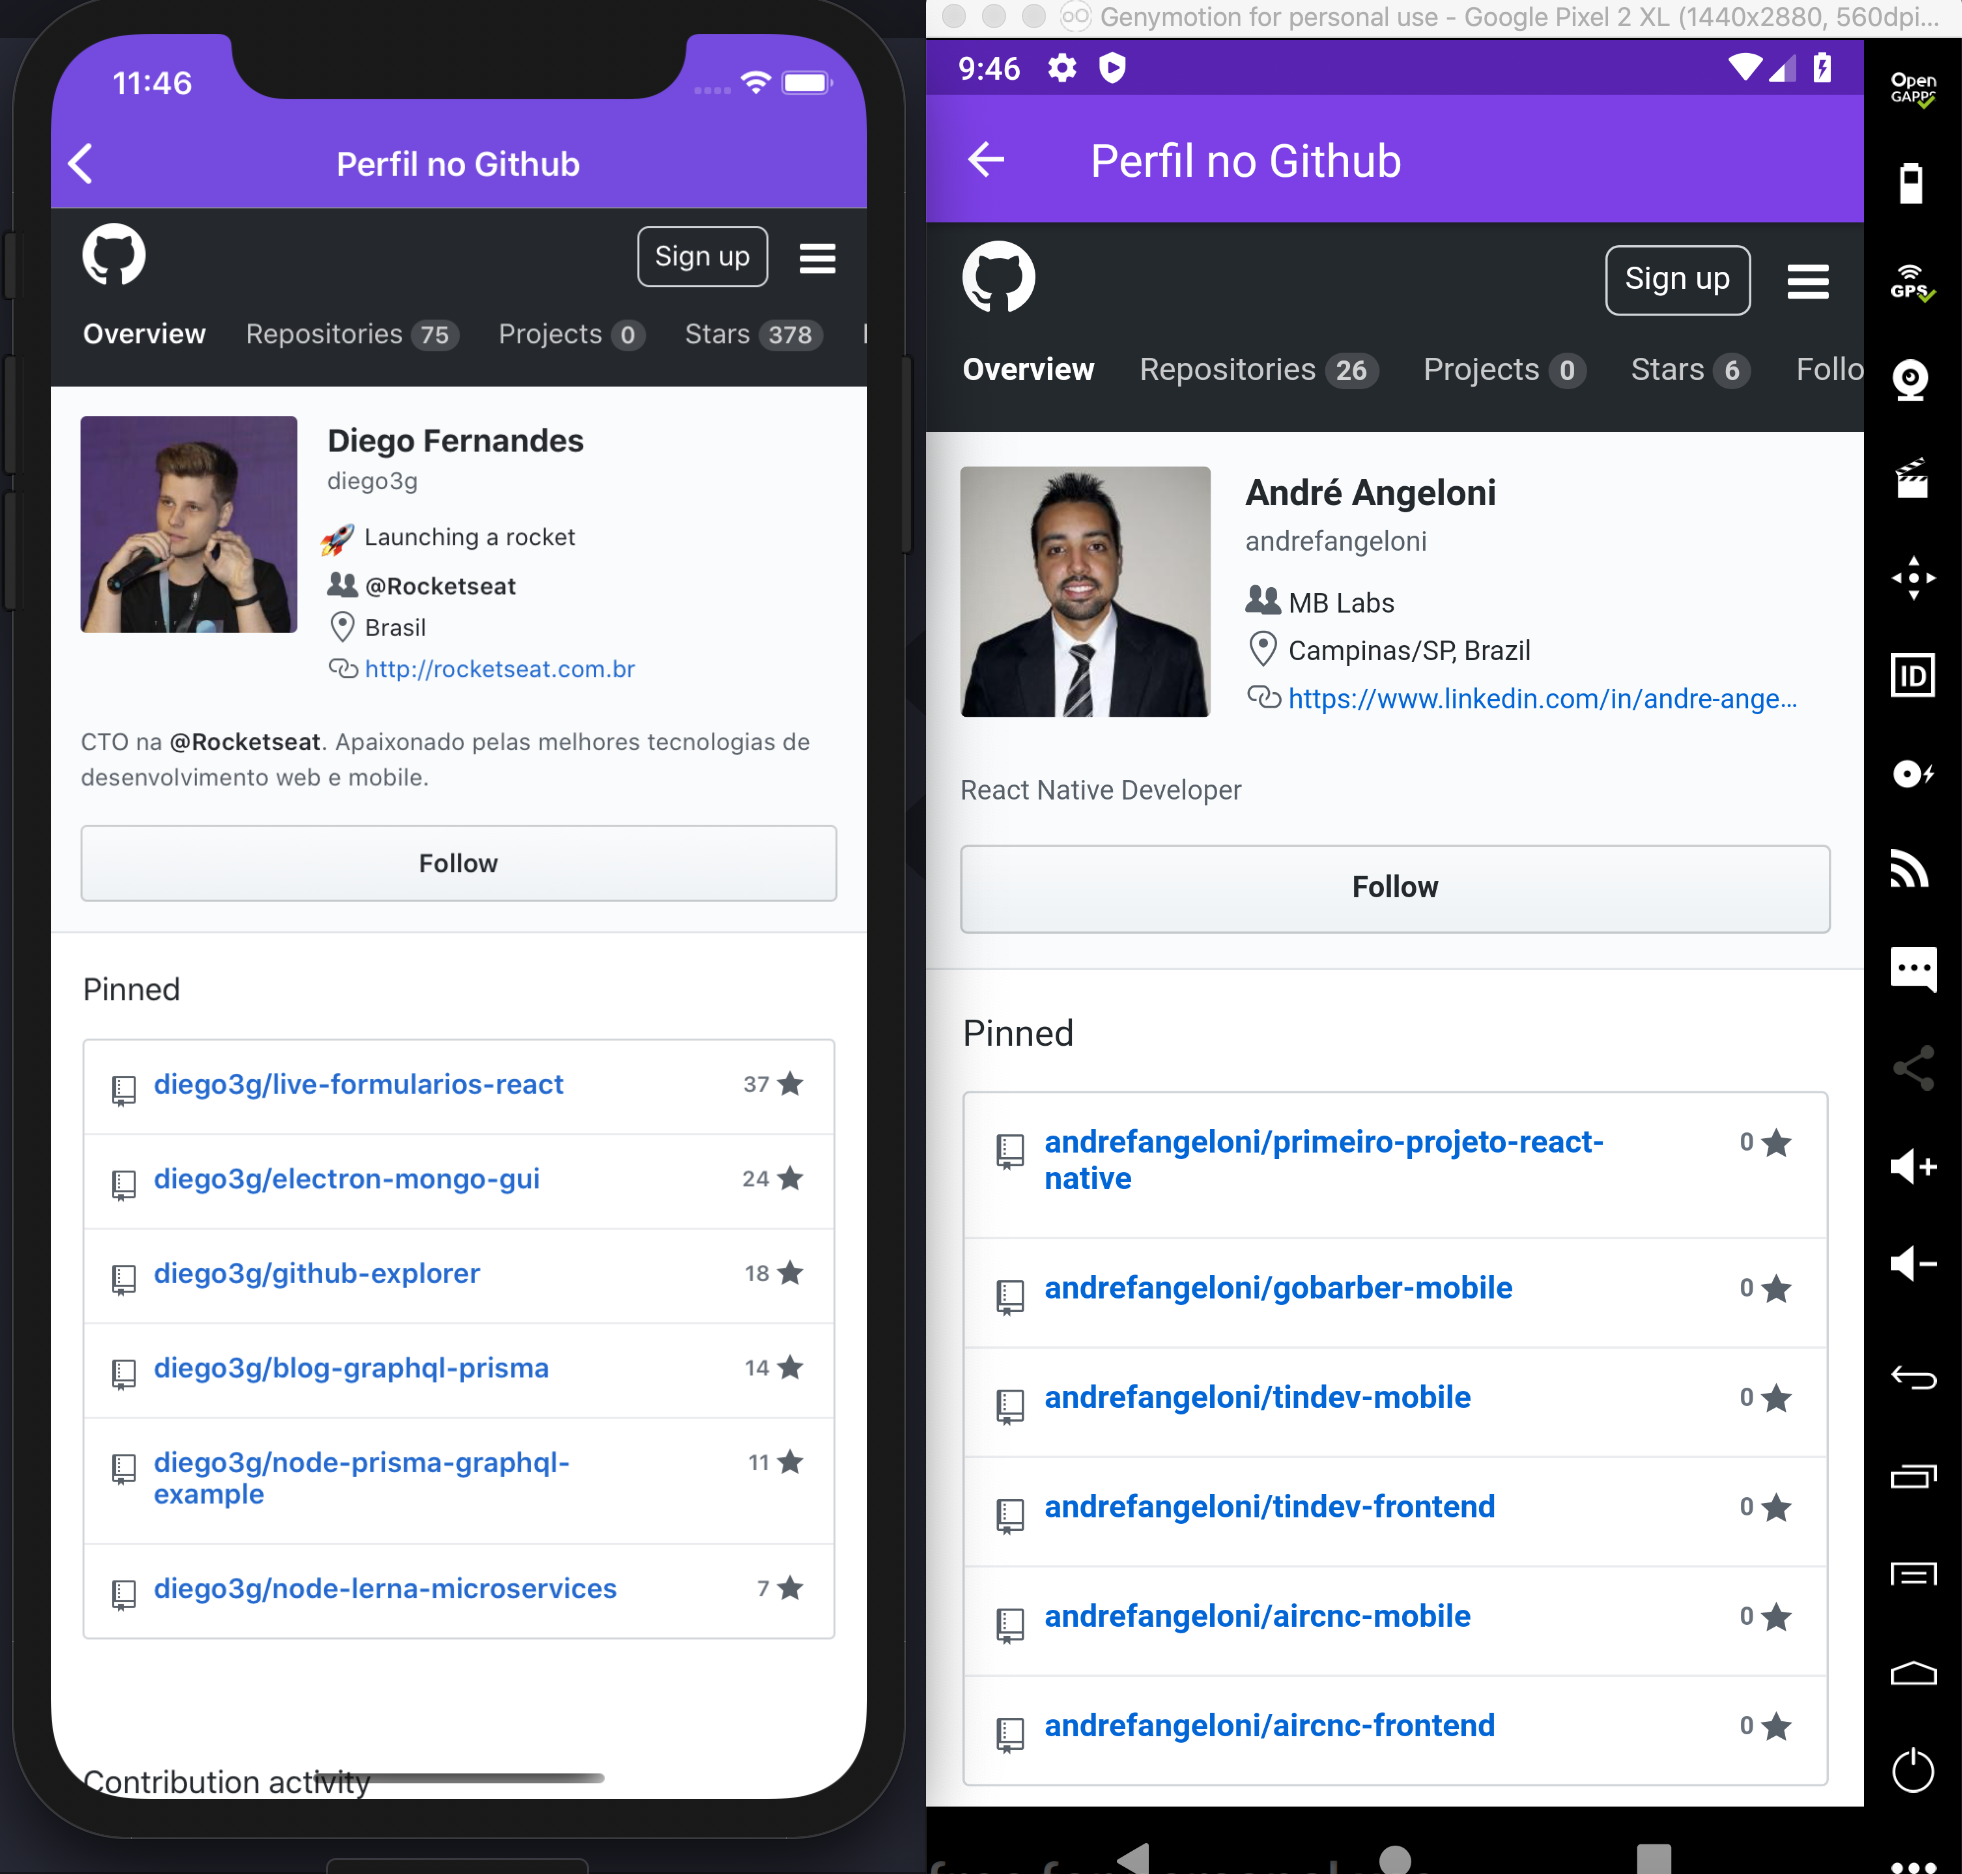 11:46
Perfil no Github
Sign up
Overview Repositories 75 Projects 0 Stars 378
Diego Fernandes
diego3g
Launching a rocket
@Rocketseat
Brasil
http://rocketseat.com.br
CTO na @Rocketseat. Apaixonado pelas melhores tecnologias de
desenvolvimento web e mobile.
Follow
Pinned
diego3g/live-formularios-react 37
diego3g/electron-mongo-gui 24
diego3g/github-explorer 18
diego3g/blog-graphql-prisma 14
diego3g/node-prisma-graphql- 11
example
diego3g/node-lerna-microservices 7
Contribution activity
Genymotion for personal use - Google Pixel 2 XL (1440x2880, 560dpi...
9:46
Perfil no Github
Sign up
Overview Repositories 26 Projects 0 Stars 6 Follo
André Angeloni
andrefangeloni
MB Labs
Campinas/SP, Brazil
https://www.linkedin.com/in/andre-ange...
React Native Developer
Follow
Pinned
andrefangeloni/primeiro-projeto-react- 0
native
andrefangeloni/gobarber-mobile 0
andrefangeloni/tindev-mobile 0
andrefangeloni/tindev-frontend 0
andrefangeloni/aircnc-mobile 0
andrefangeloni/aircnc-frontend 0
Open
GAPPS
GPS
ID